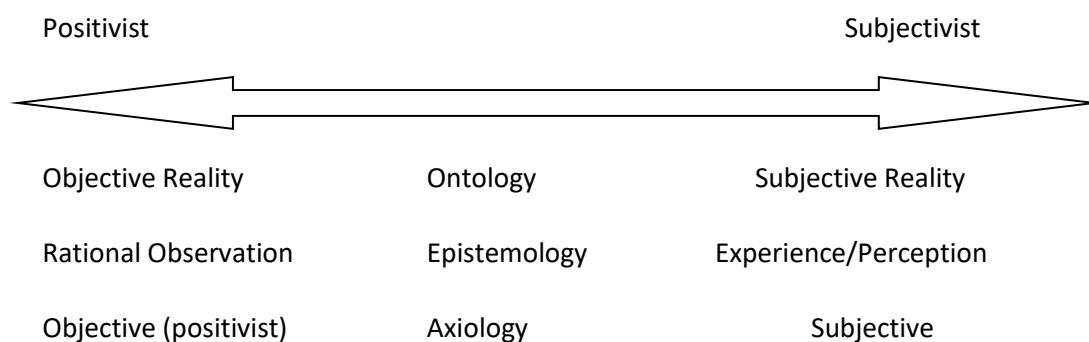 Positivist Subjectivist
Objective Reality Ontology Subjective Reality
Rational Observation Epistemology Experience/Perception
Objective (positivist) Axiology Subjective